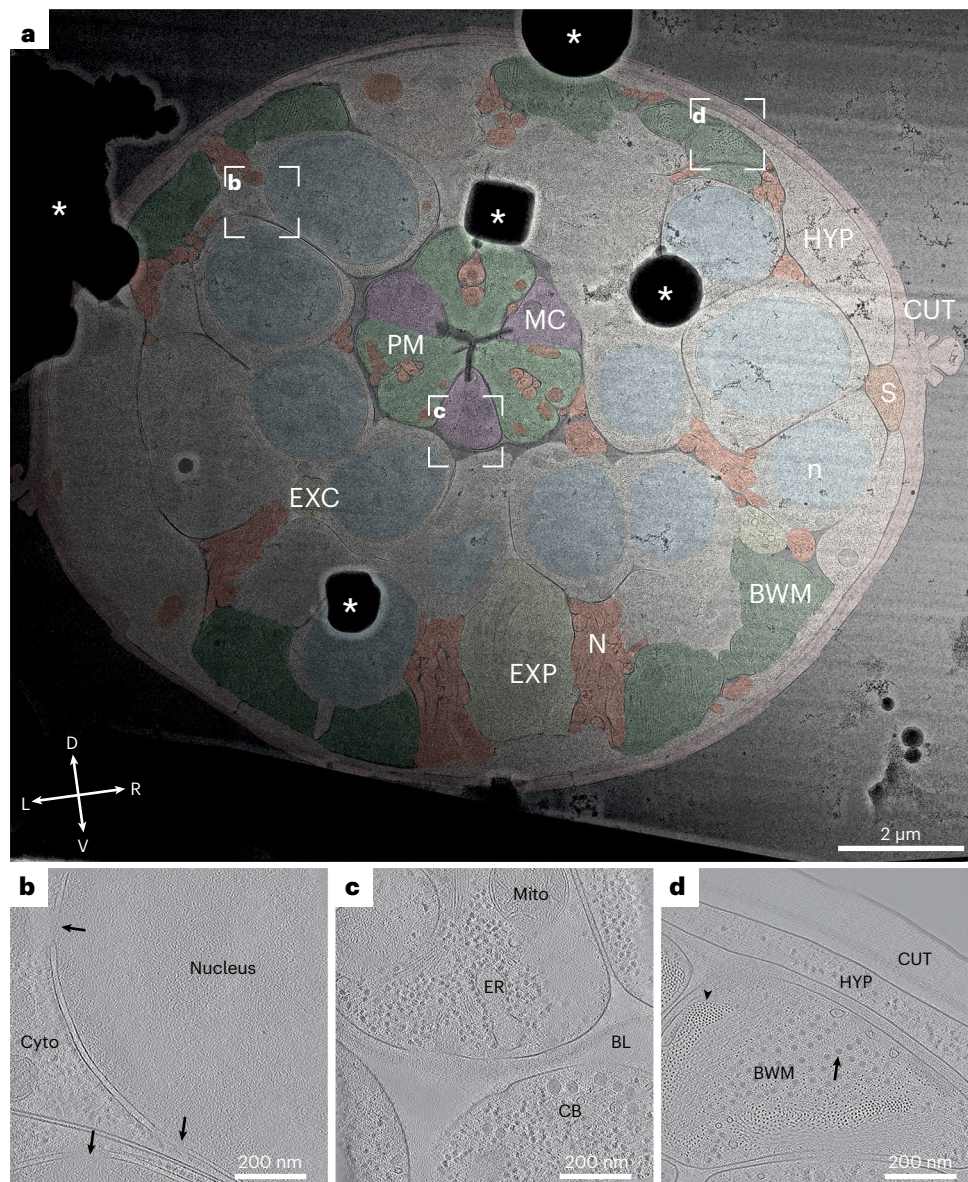 a
*
*
d
b
*
*
HYP
CUT
MC
PM
S
c
n
EXC
*
BWM
N
EXP
D
L
R
V
2 µm
b
Nucleus
Cyto
200 nm
c
Mito
ER
BL
CB
200 nm
d
CUT
HYP
BWM
200 nm